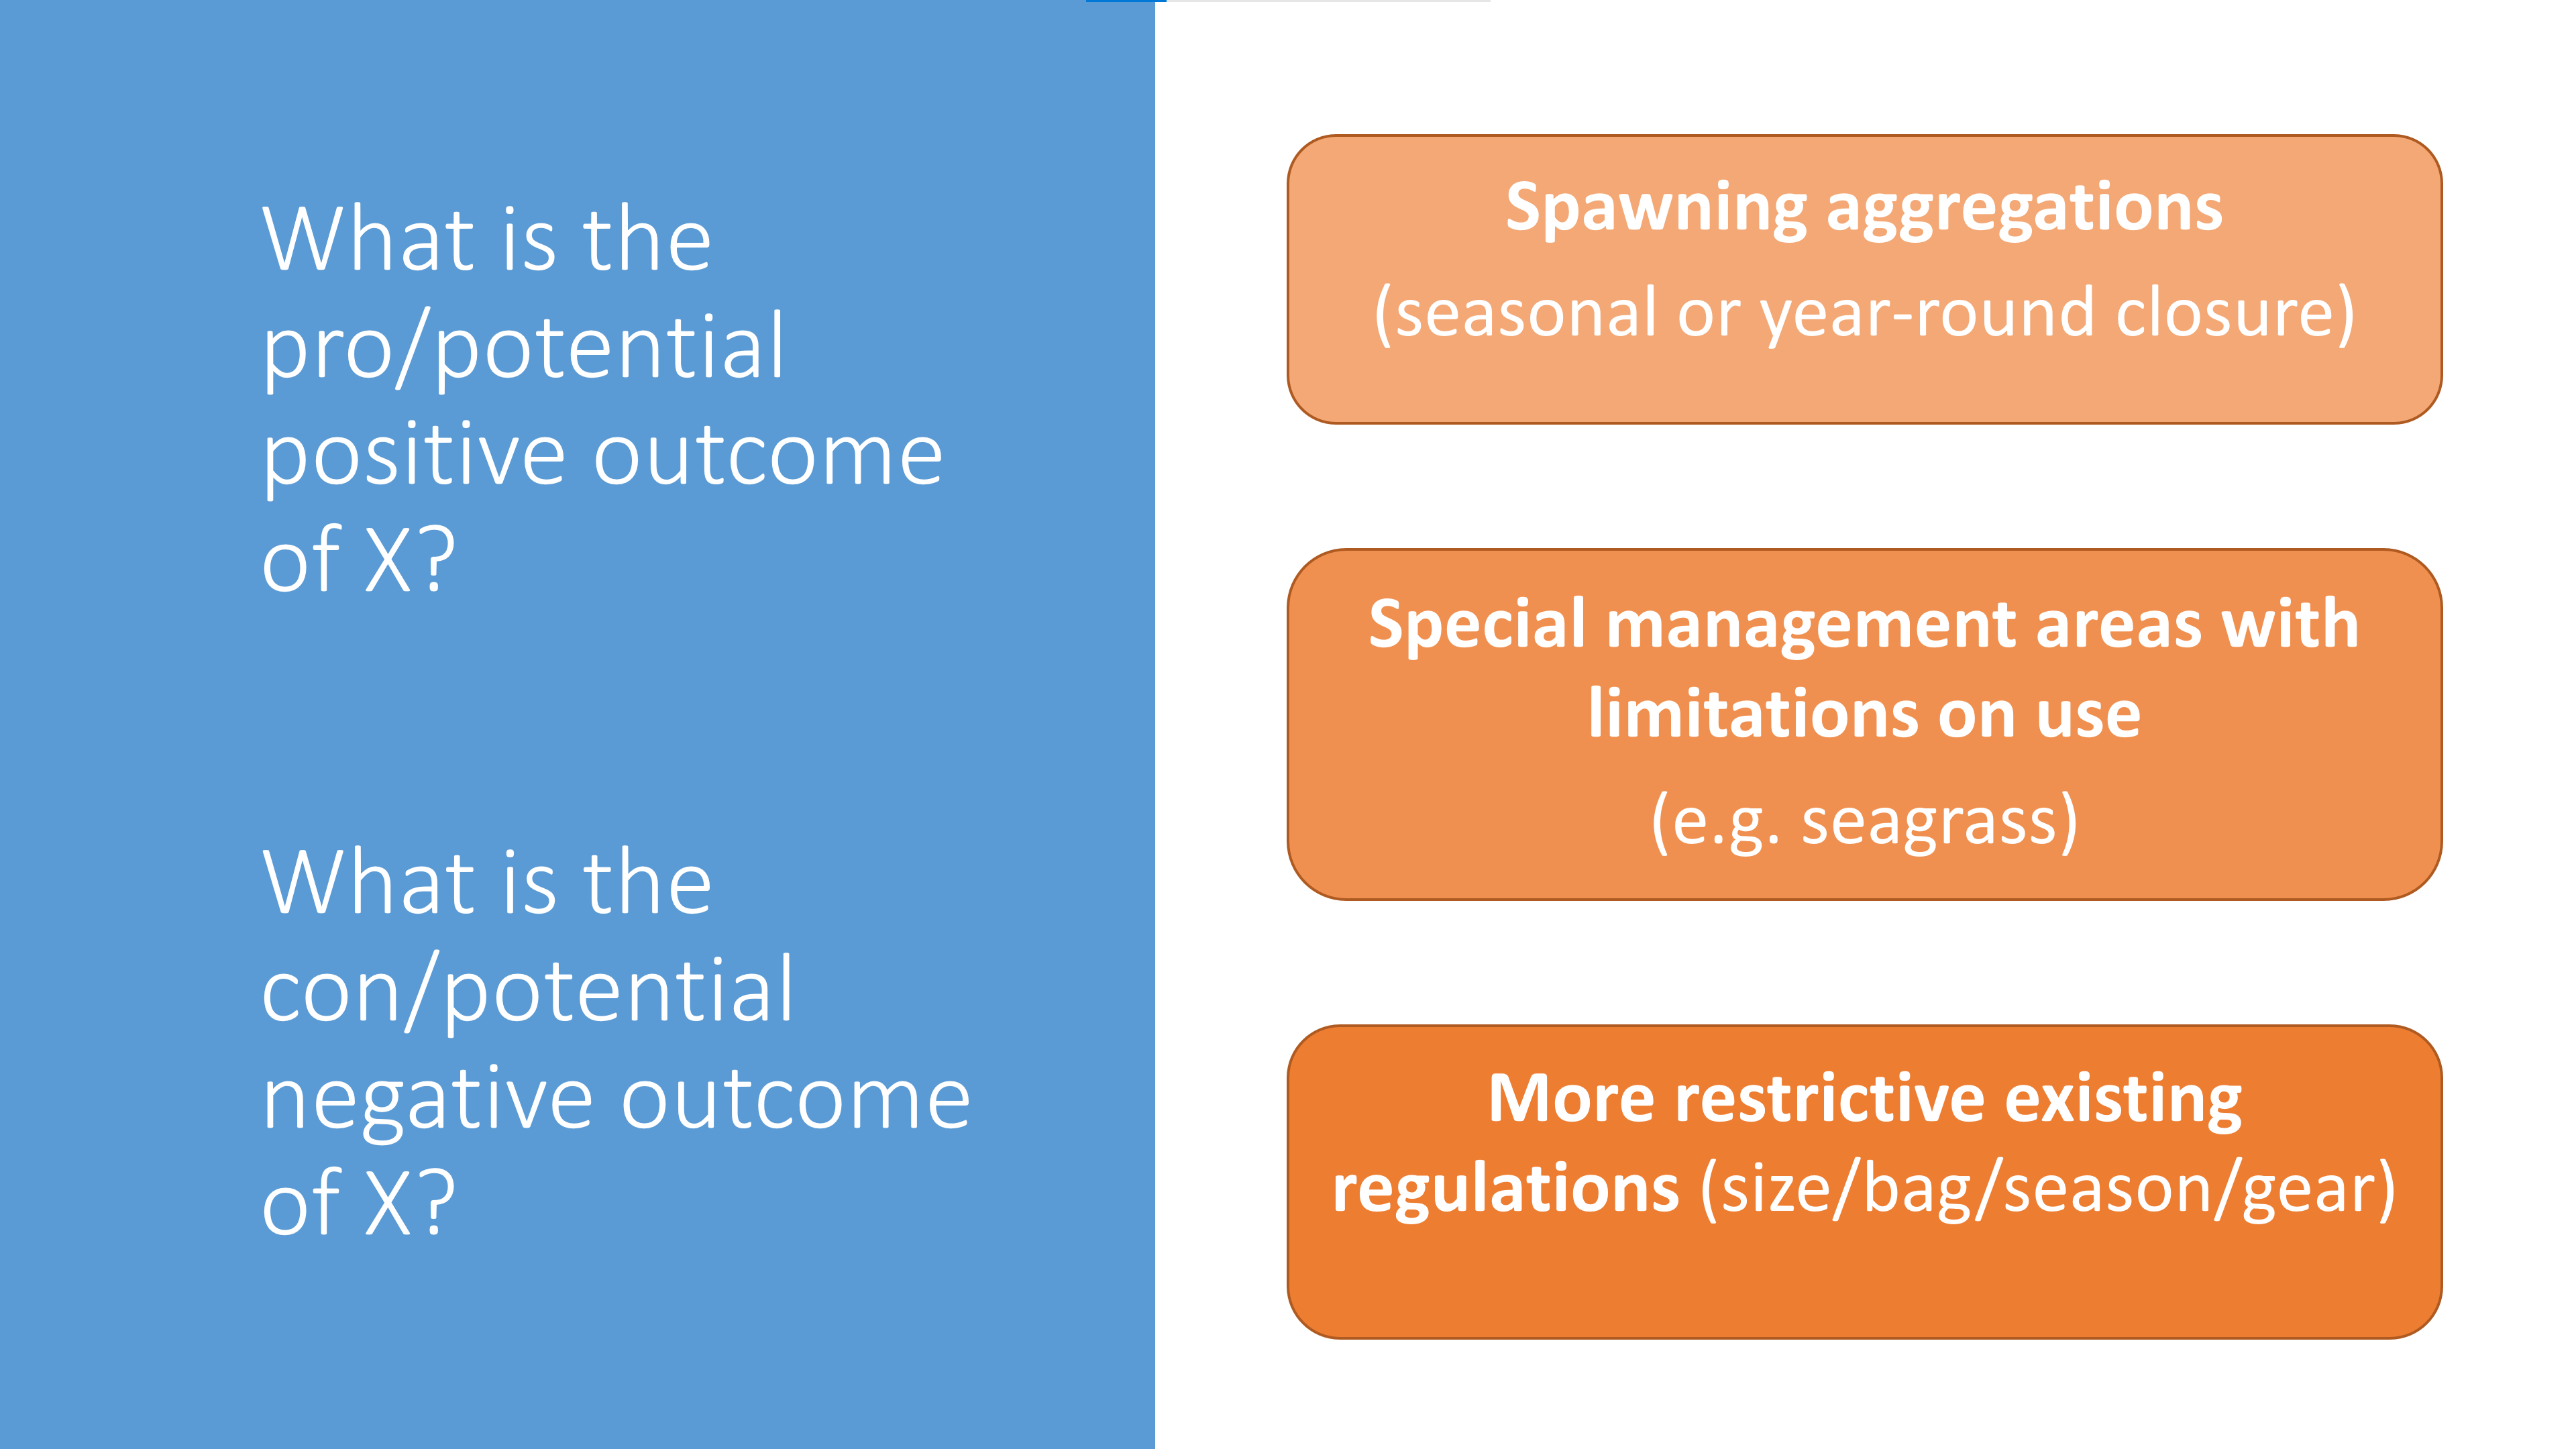 What is the
pro/potential
positive outcome
of X?
What is the
con/potential
negative outcome
of X?
Spawning aggregations
(seasonal or year-round closure)
Special management areas with
limitations on use
(e.g. seagrass)
More restrictive existing
regulations (size/bag/season/gear)